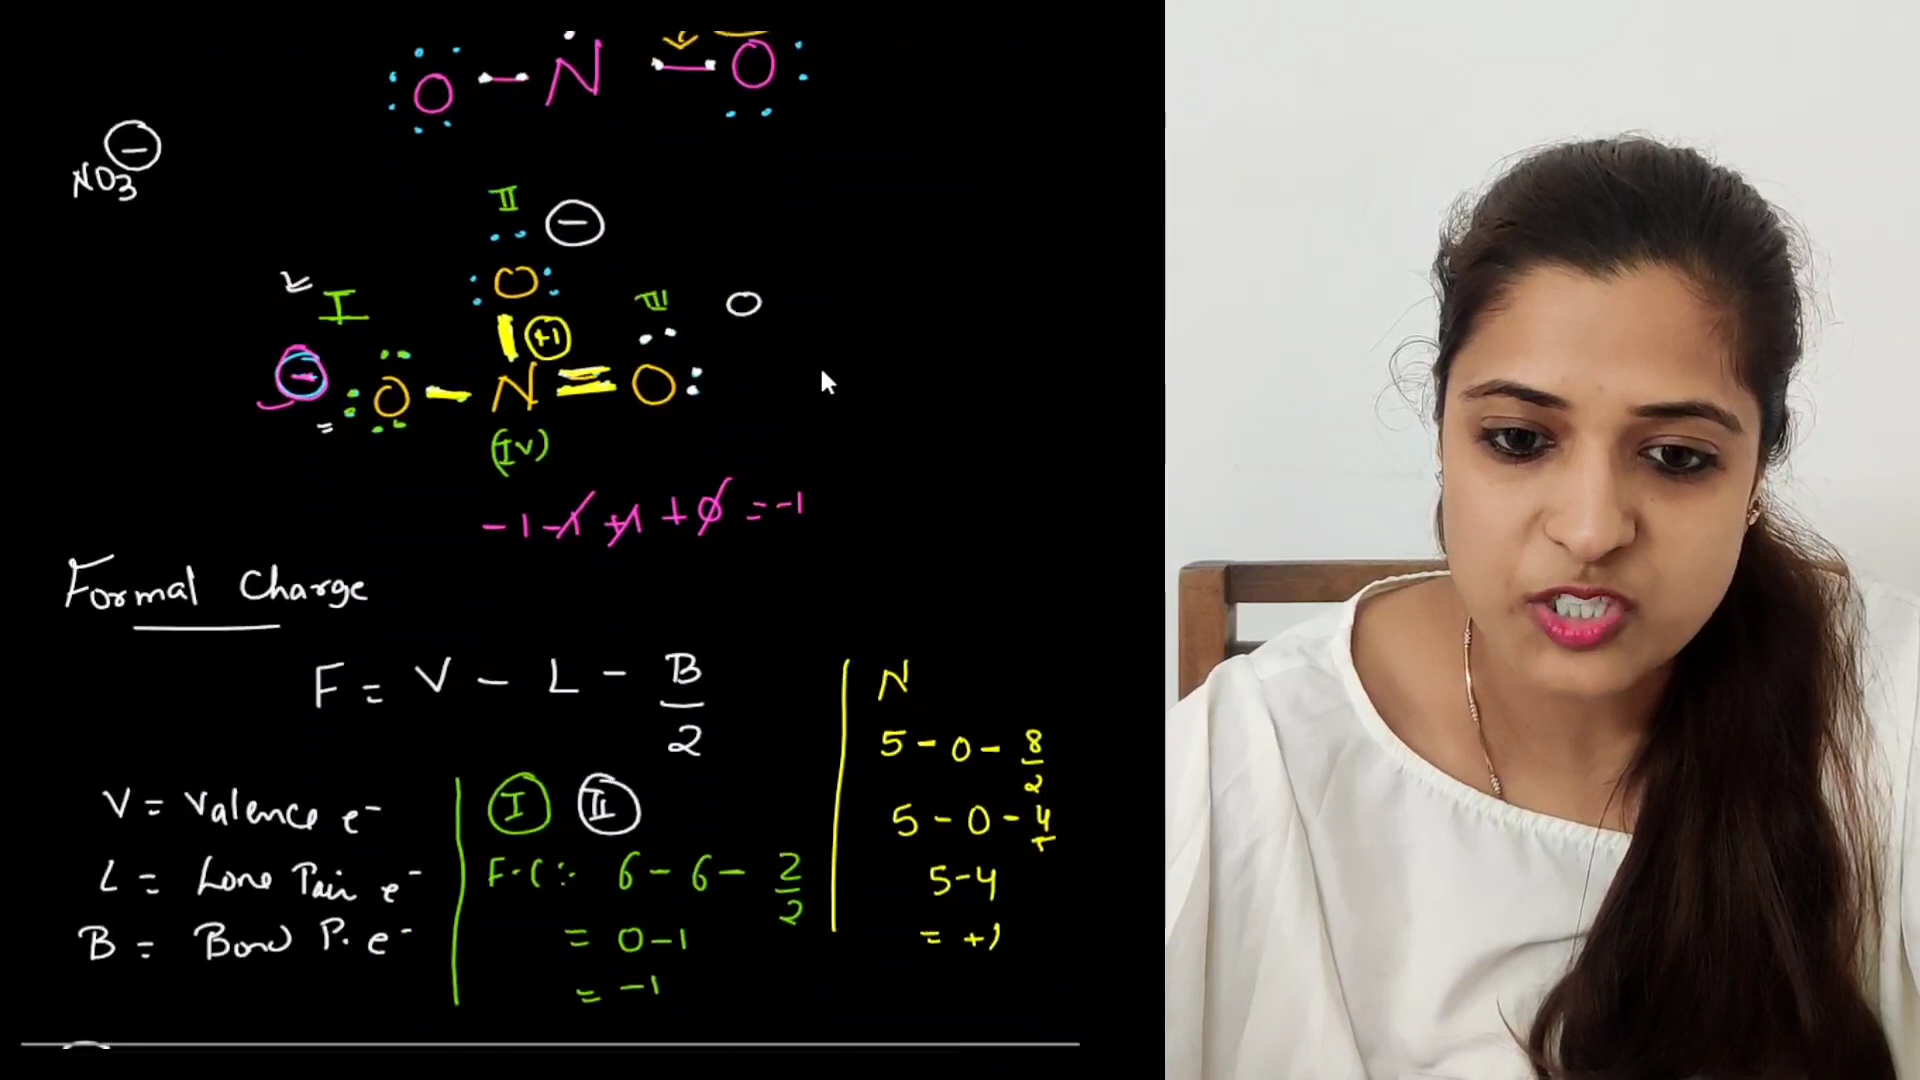 O — N — O
NO3 −
II −
I O III O
− O — N +1 = O
(IV)
-1 -1 +1 + 0 = -1
Formal Charge
F = V - L - B/2
V = Valence e-
L = Lone Pair e-
B = Bond P. e-
I II
F.C :- 6 - 6 - 2/2
= 0 - 1
= -1
N
5 - 0 - 8/2
5 - 0 - 4
5 - 4
= +1